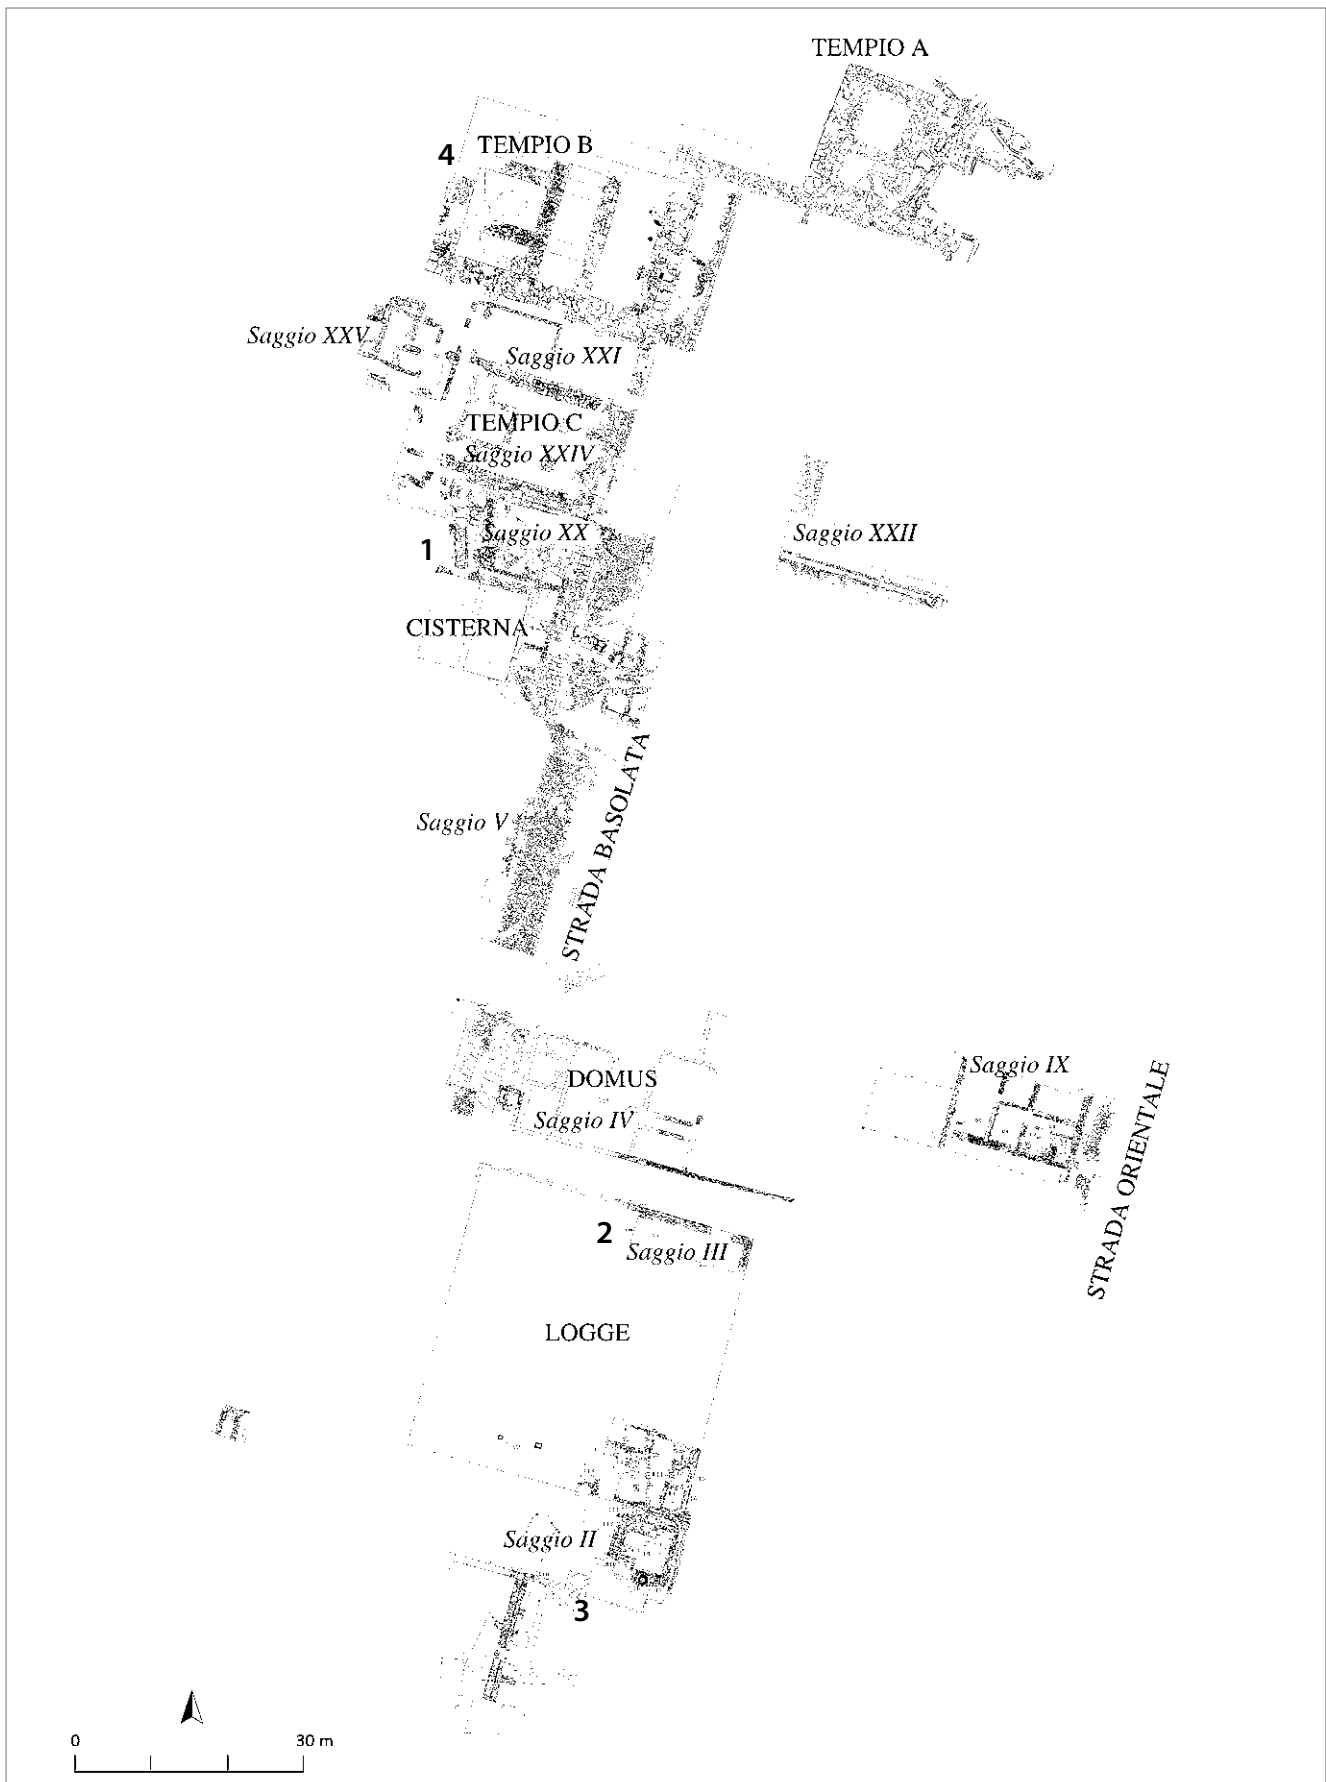 TEMPIO A
TEMPIO B
4
Saggio XXV
Saggio XXI
TEMPIO C
Saggio XXIV
Saggio XX
1
Saggio XXII
CISTERNA
Saggio V
STRADA BASOLATA
Saggio IX
DOMUS
Saggio IV
STRADA ORIENTALE
2
Saggio III
LOGGE
Saggio II
3
0 30 m